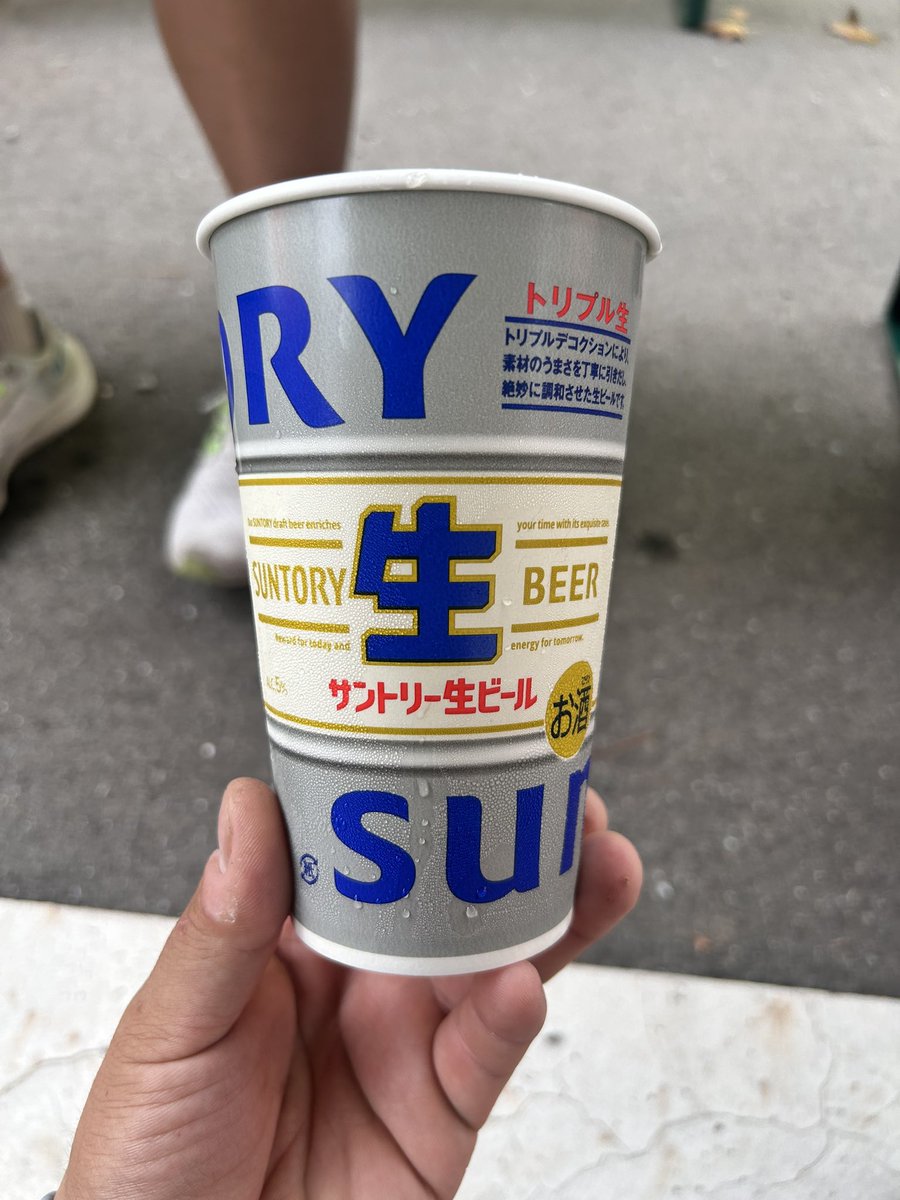 ORY
トリプル生
トリプルデコクションにより、
素材のうまさを丁寧に引きだし、
絶妙に調和させた生ビールです。
SUNTORY draft beer enriches
your time with its exquisite
SUNTORY 生 BEER
Reward for today and
energy for tomorrow.
ALC.5%
サントリー生ビール
お酒
sun